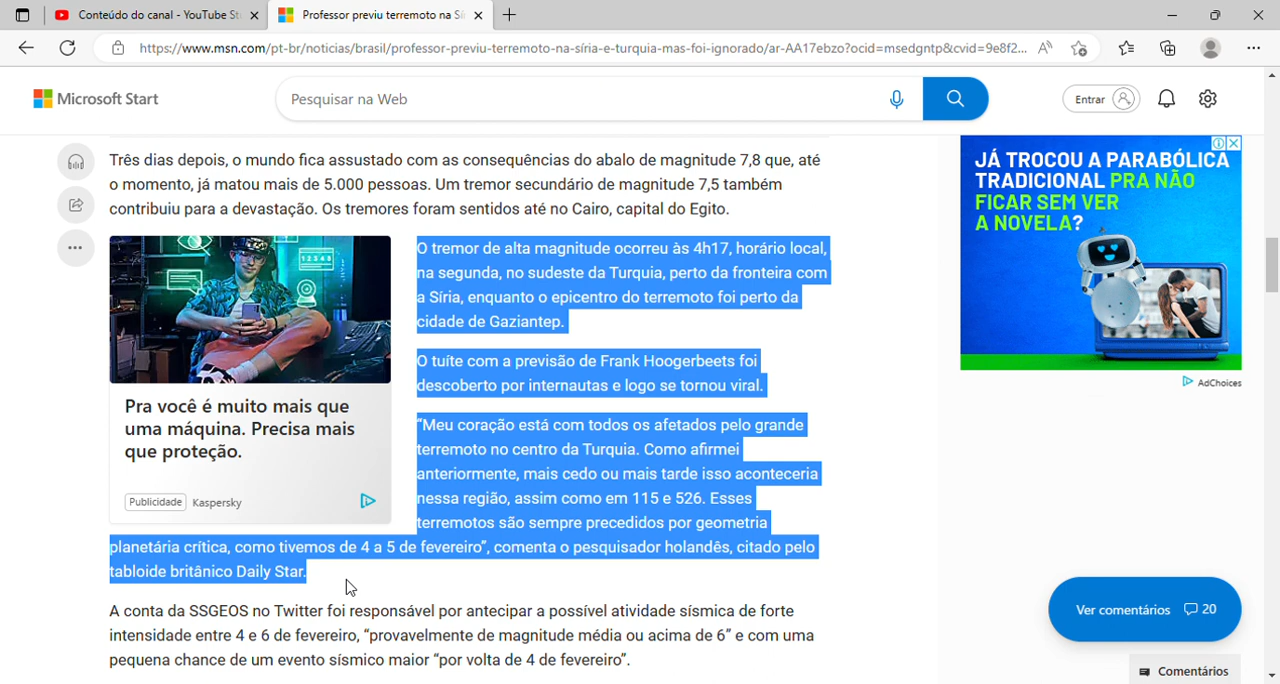 Conteúdo do canal - YouTube St
Professor previu terremoto na Sí
https://www.msn.com/pt-br/noticias/brasil/professor-previu-terremoto-na-síria-e-turquia-mas-foi-ignorado/ar-AA17ebzo?ocid=msedgntp&cvid=9e8f2...
Microsoft Start
Pesquisar na Web
Entrar
Três dias depois, o mundo fica assustado com as consequências do abalo de magnitude 7,8 que, até
o momento, já matou mais de 5.000 pessoas. Um tremor secundário de magnitude 7,5 também
contribuiu para a devastação. Os tremores foram sentidos até no Cairo, capital do Egito.
O tremor de alta magnitude ocorreu às 4h17, horário local,
na segunda, no sudeste da Turquia, perto da fronteira com
a Síria, enquanto o epicentro do terremoto foi perto da
cidade de Gaziantep.
O tuíte com a previsão de Frank Hoogerbeets foi
descoberto por internautas e logo se tornou viral.
“Meu coração está com todos os afetados pelo grande
terremoto no centro da Turquia. Como afirmei
anteriormente, mais cedo ou mais tarde isso aconteceria
nessa região, assim como em 115 e 526. Esses
terremotos são sempre precedidos por geometria
planetária crítica, como tivemos de 4 a 5 de fevereiro”, comenta o pesquisador holandês, citado pelo
tabloide britânico Daily Star.
12345
Pra você é muito mais que
uma máquina. Precisa mais
que proteção.
Publicidade
Kaspersky
A conta da SSGEOS no Twitter foi responsável por antecipar a possível atividade sísmica de forte
intensidade entre 4 e 6 de fevereiro, “provavelmente de magnitude média ou acima de 6” e com uma
pequena chance de um evento sísmico maior “por volta de 4 de fevereiro”.
JÁ TROCOU A PARABÓLICA
TRADICIONAL PRA NÃO
FICAR SEM VER
A NOVELA?
AdChoices
Ver comentários
20
Comentários